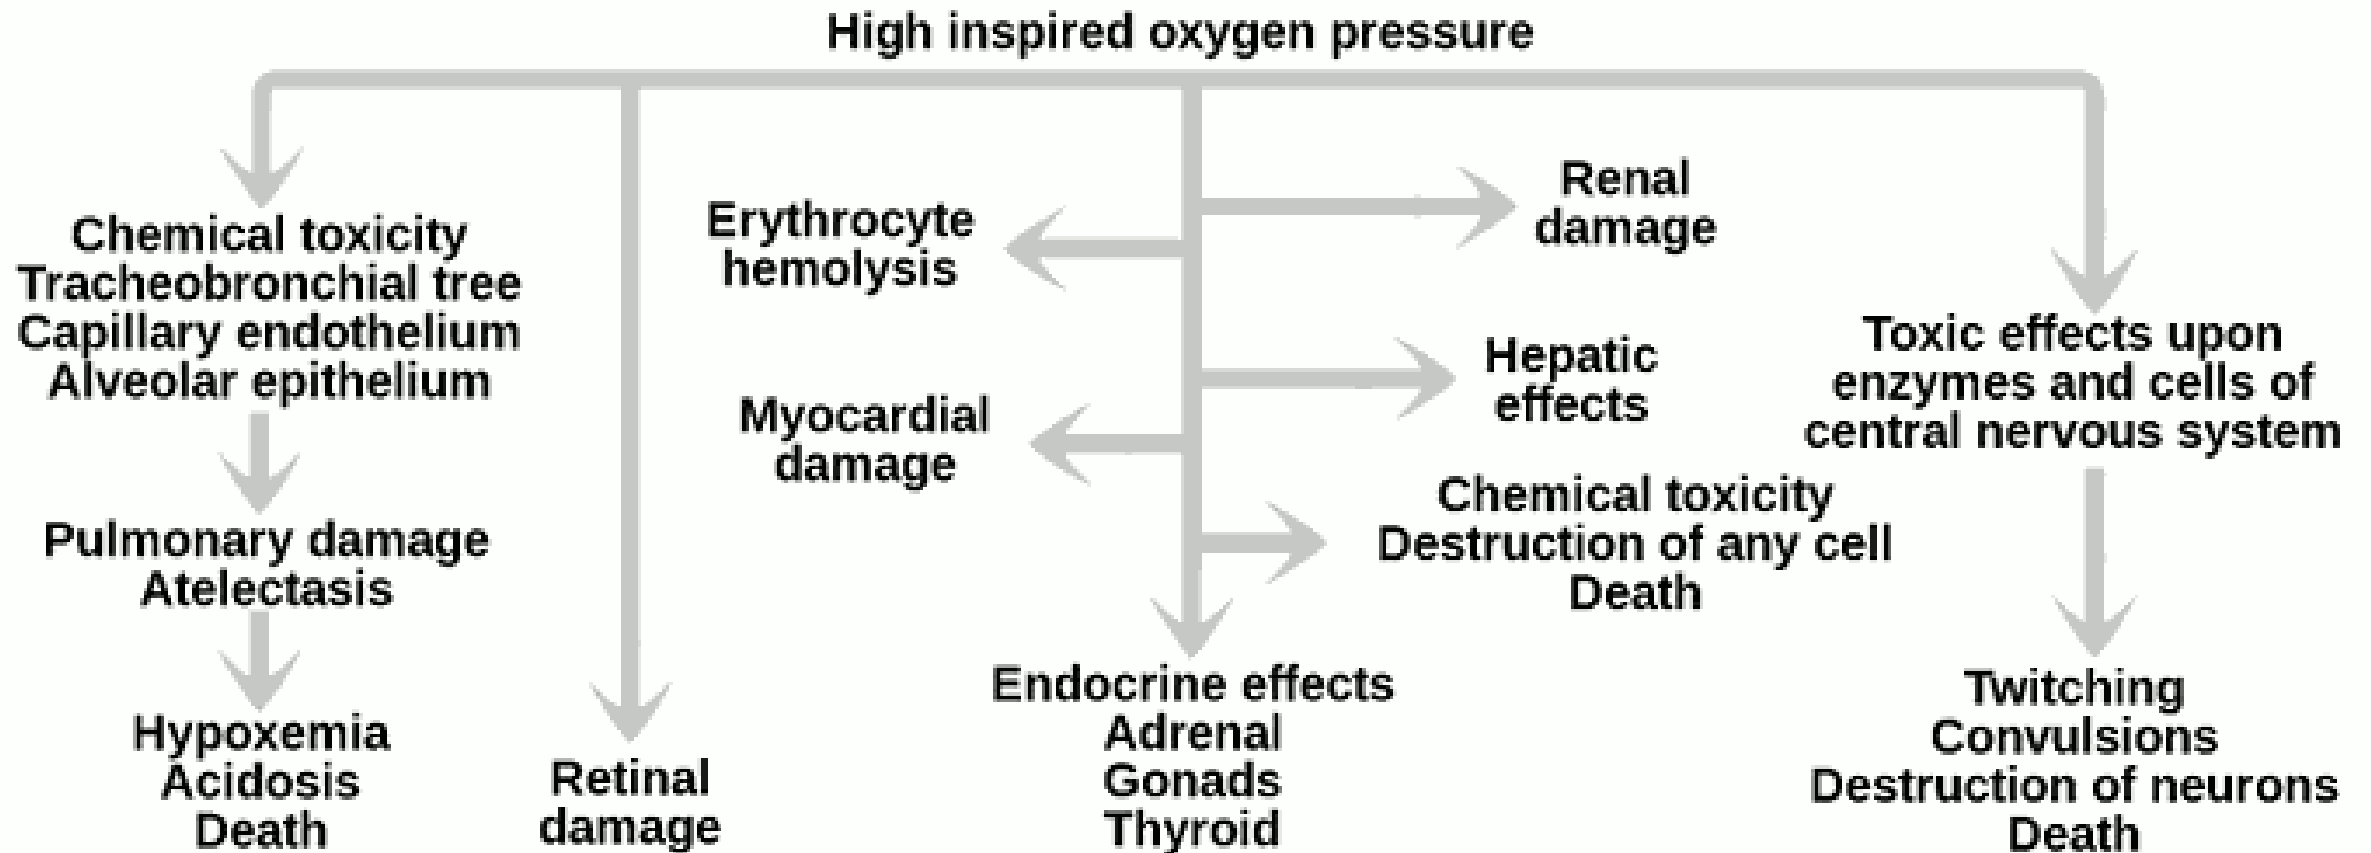 High inspired oxygen pressure
Chemical toxicity
Tracheobronchial tree
Capillary endothelium
Alveolar epithelium
Pulmonary damage
Atelectasis
Hypoxemia
Acidosis
Death
Retinal
damage
Erythrocyte
hemolysis
Myocardial
damage
Renal
damage
Hepatic
effects
Chemical toxicity
Destruction of any cell
Death
Endocrine effects
Adrenal
Gonads
Thyroid
Toxic effects upon
enzymes and cells of
central nervous system
Twitching
Convulsions
Destruction of neurons
Death